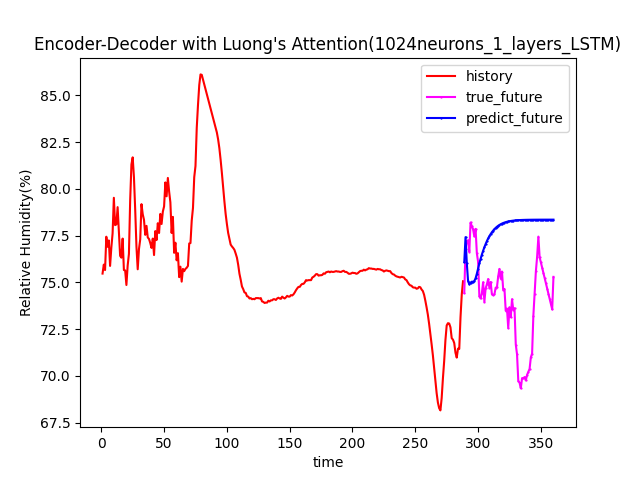 Encoder-Decoder with Luong's Attention(1024neurons_1_layers_LSTM)
history
true_future
predict_future
Relative Humidity(%)
85.0
82.5
80.0
77.5
75.0
72.5
70.0
67.5
0 50 100 150 200 250 300 350
time